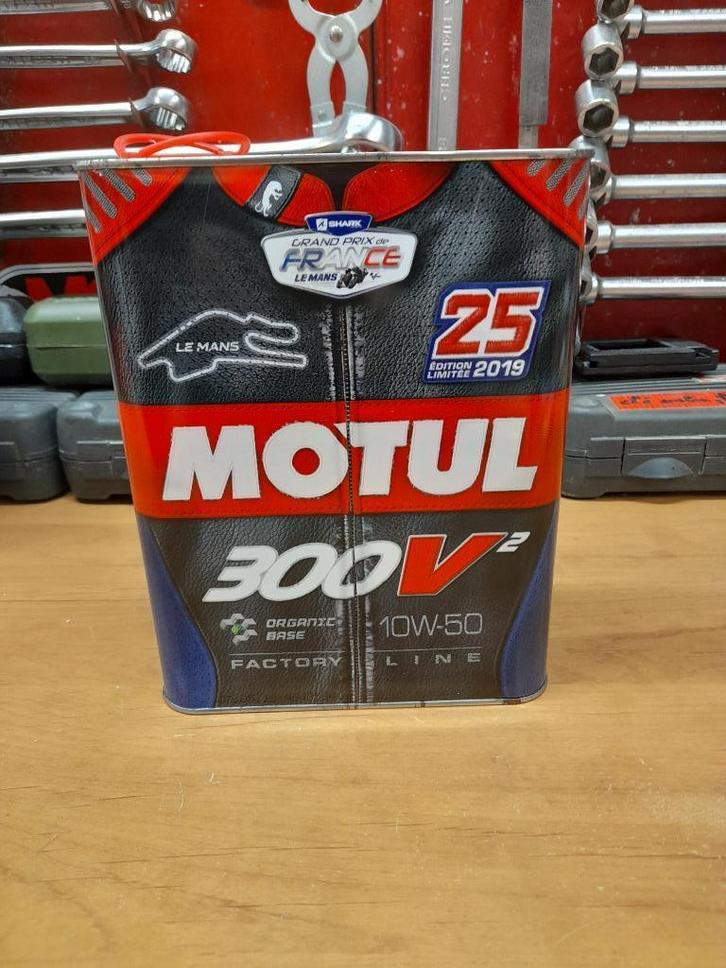 SHARK
GRAND PRIX de
FRANCE
LE MANS
LE MANS
25
ÉDITION
LIMITÉE 2019
MOTUL
300V²
ORGANIC
BASE
10W-50
FACTORY LINE